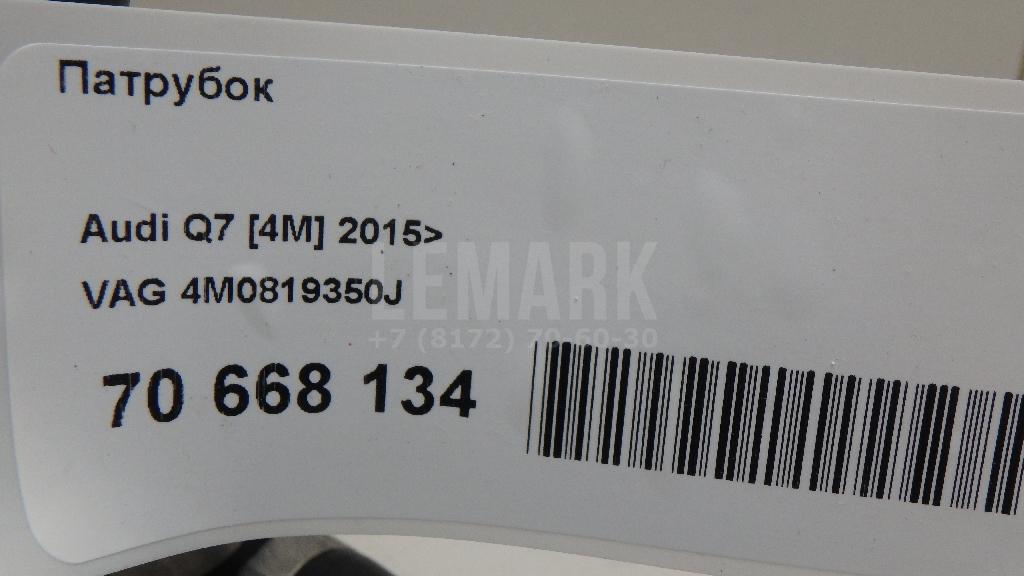 Патрубок
Audi Q7 [4M] 2015>
LEMARK
VAG 4M0819350J
+7 (8172) 70-60-30
70 668 134